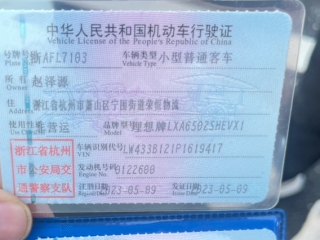 中华人民共和国机动车行驶证
Vehicle License of the People's Republic of China
号牌号码 浙AFL7103 车辆类型 小型普通客车
Plate No. Vehicle Type
所有人 赵泽源
住址 浙江省杭州市萧山区宁围街道荣恒物流
使用性质 非营运 品牌型号 理想牌LXA6502SHEVX1
Use Character Model
浙江省杭州市公安局交通警察支队
车辆识别代号 LW433B121P1619417
VIN
发动机号码 0122600
Engine No.
注册日期 2023-05-09 发证日期 2023-05-09